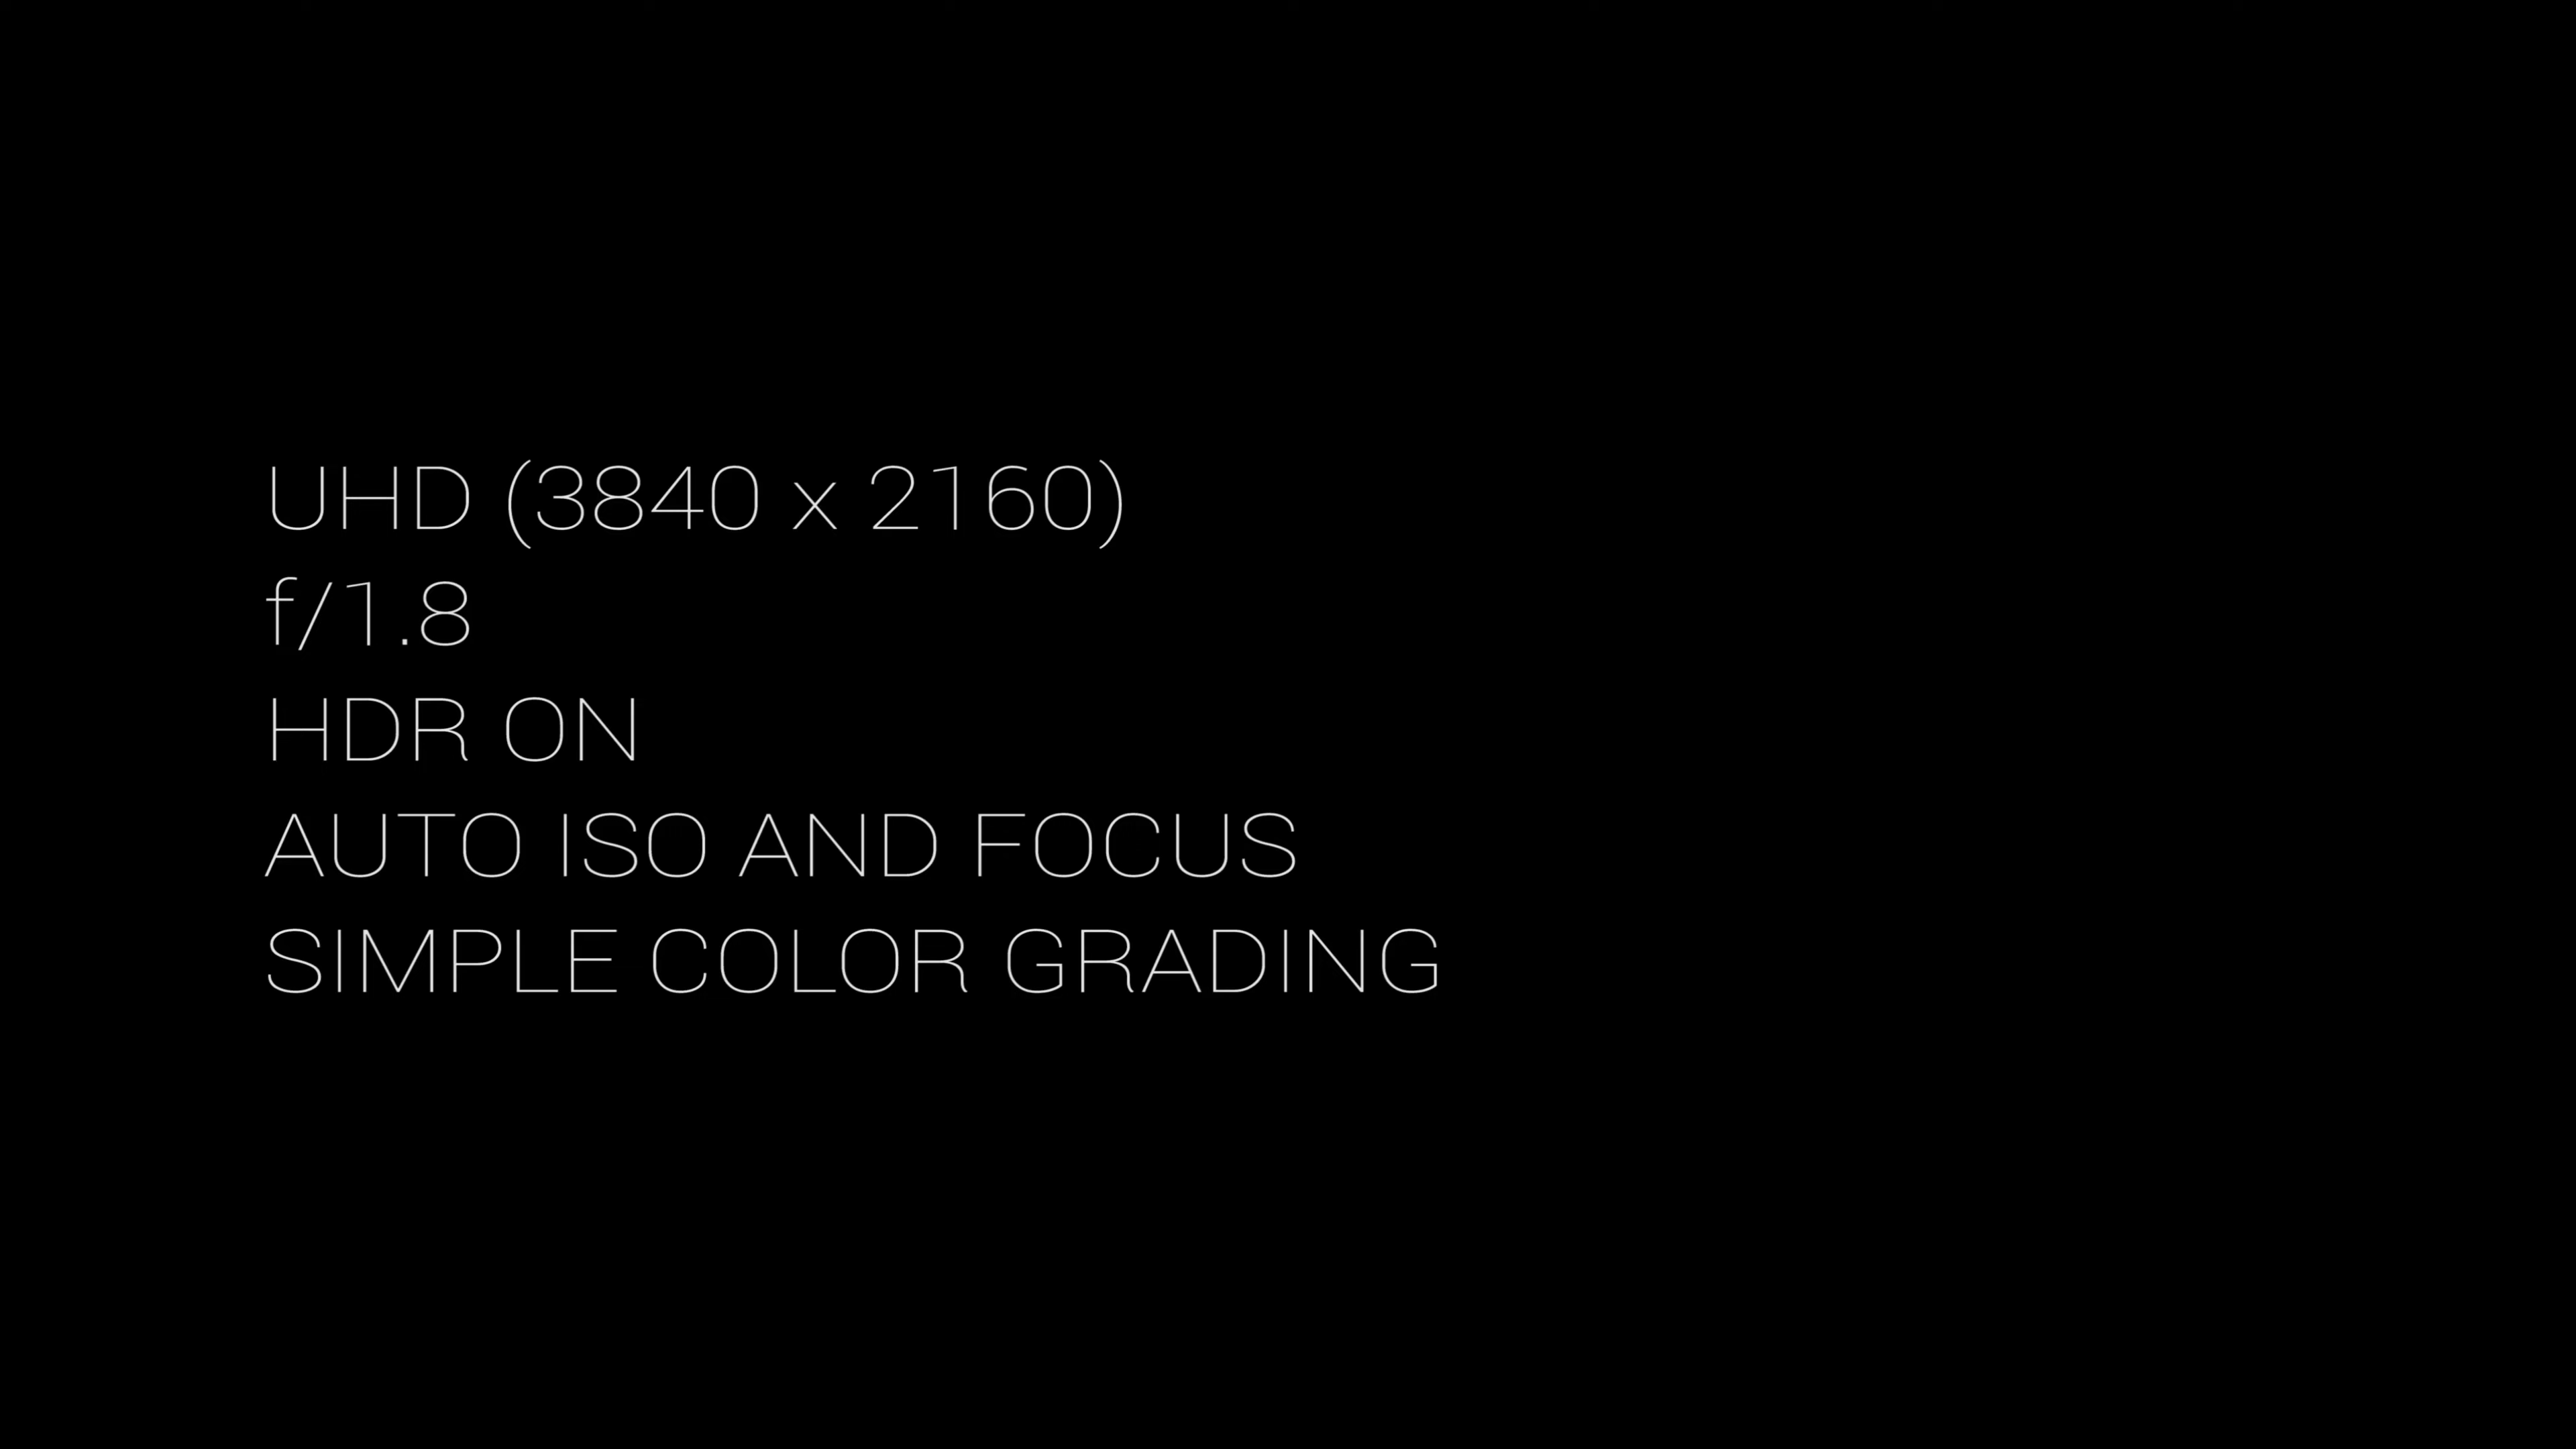 UHD (3840 x 2160)
f/1.8
HDR ON
AUTO ISO AND FOCUS
SIMPLE COLOR GRADING